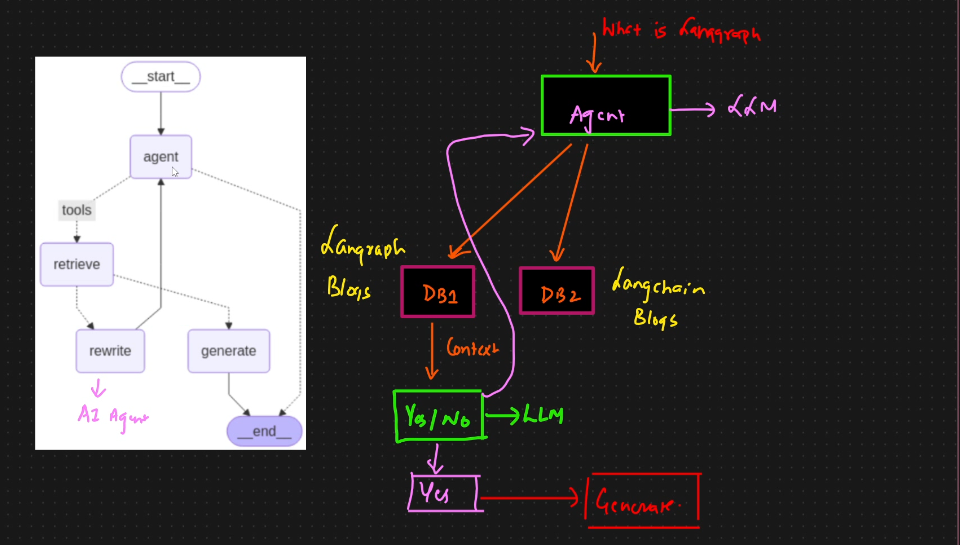 __start__
agent
tools
retrieve
rewrite
generate
__end__
AI Agent
What is Langgraph
Agent
LLM
Langraph
Blogs
DB1
DB2
Langchain
Blogs
Context
Yes/No
LLM
Yes
Generate.